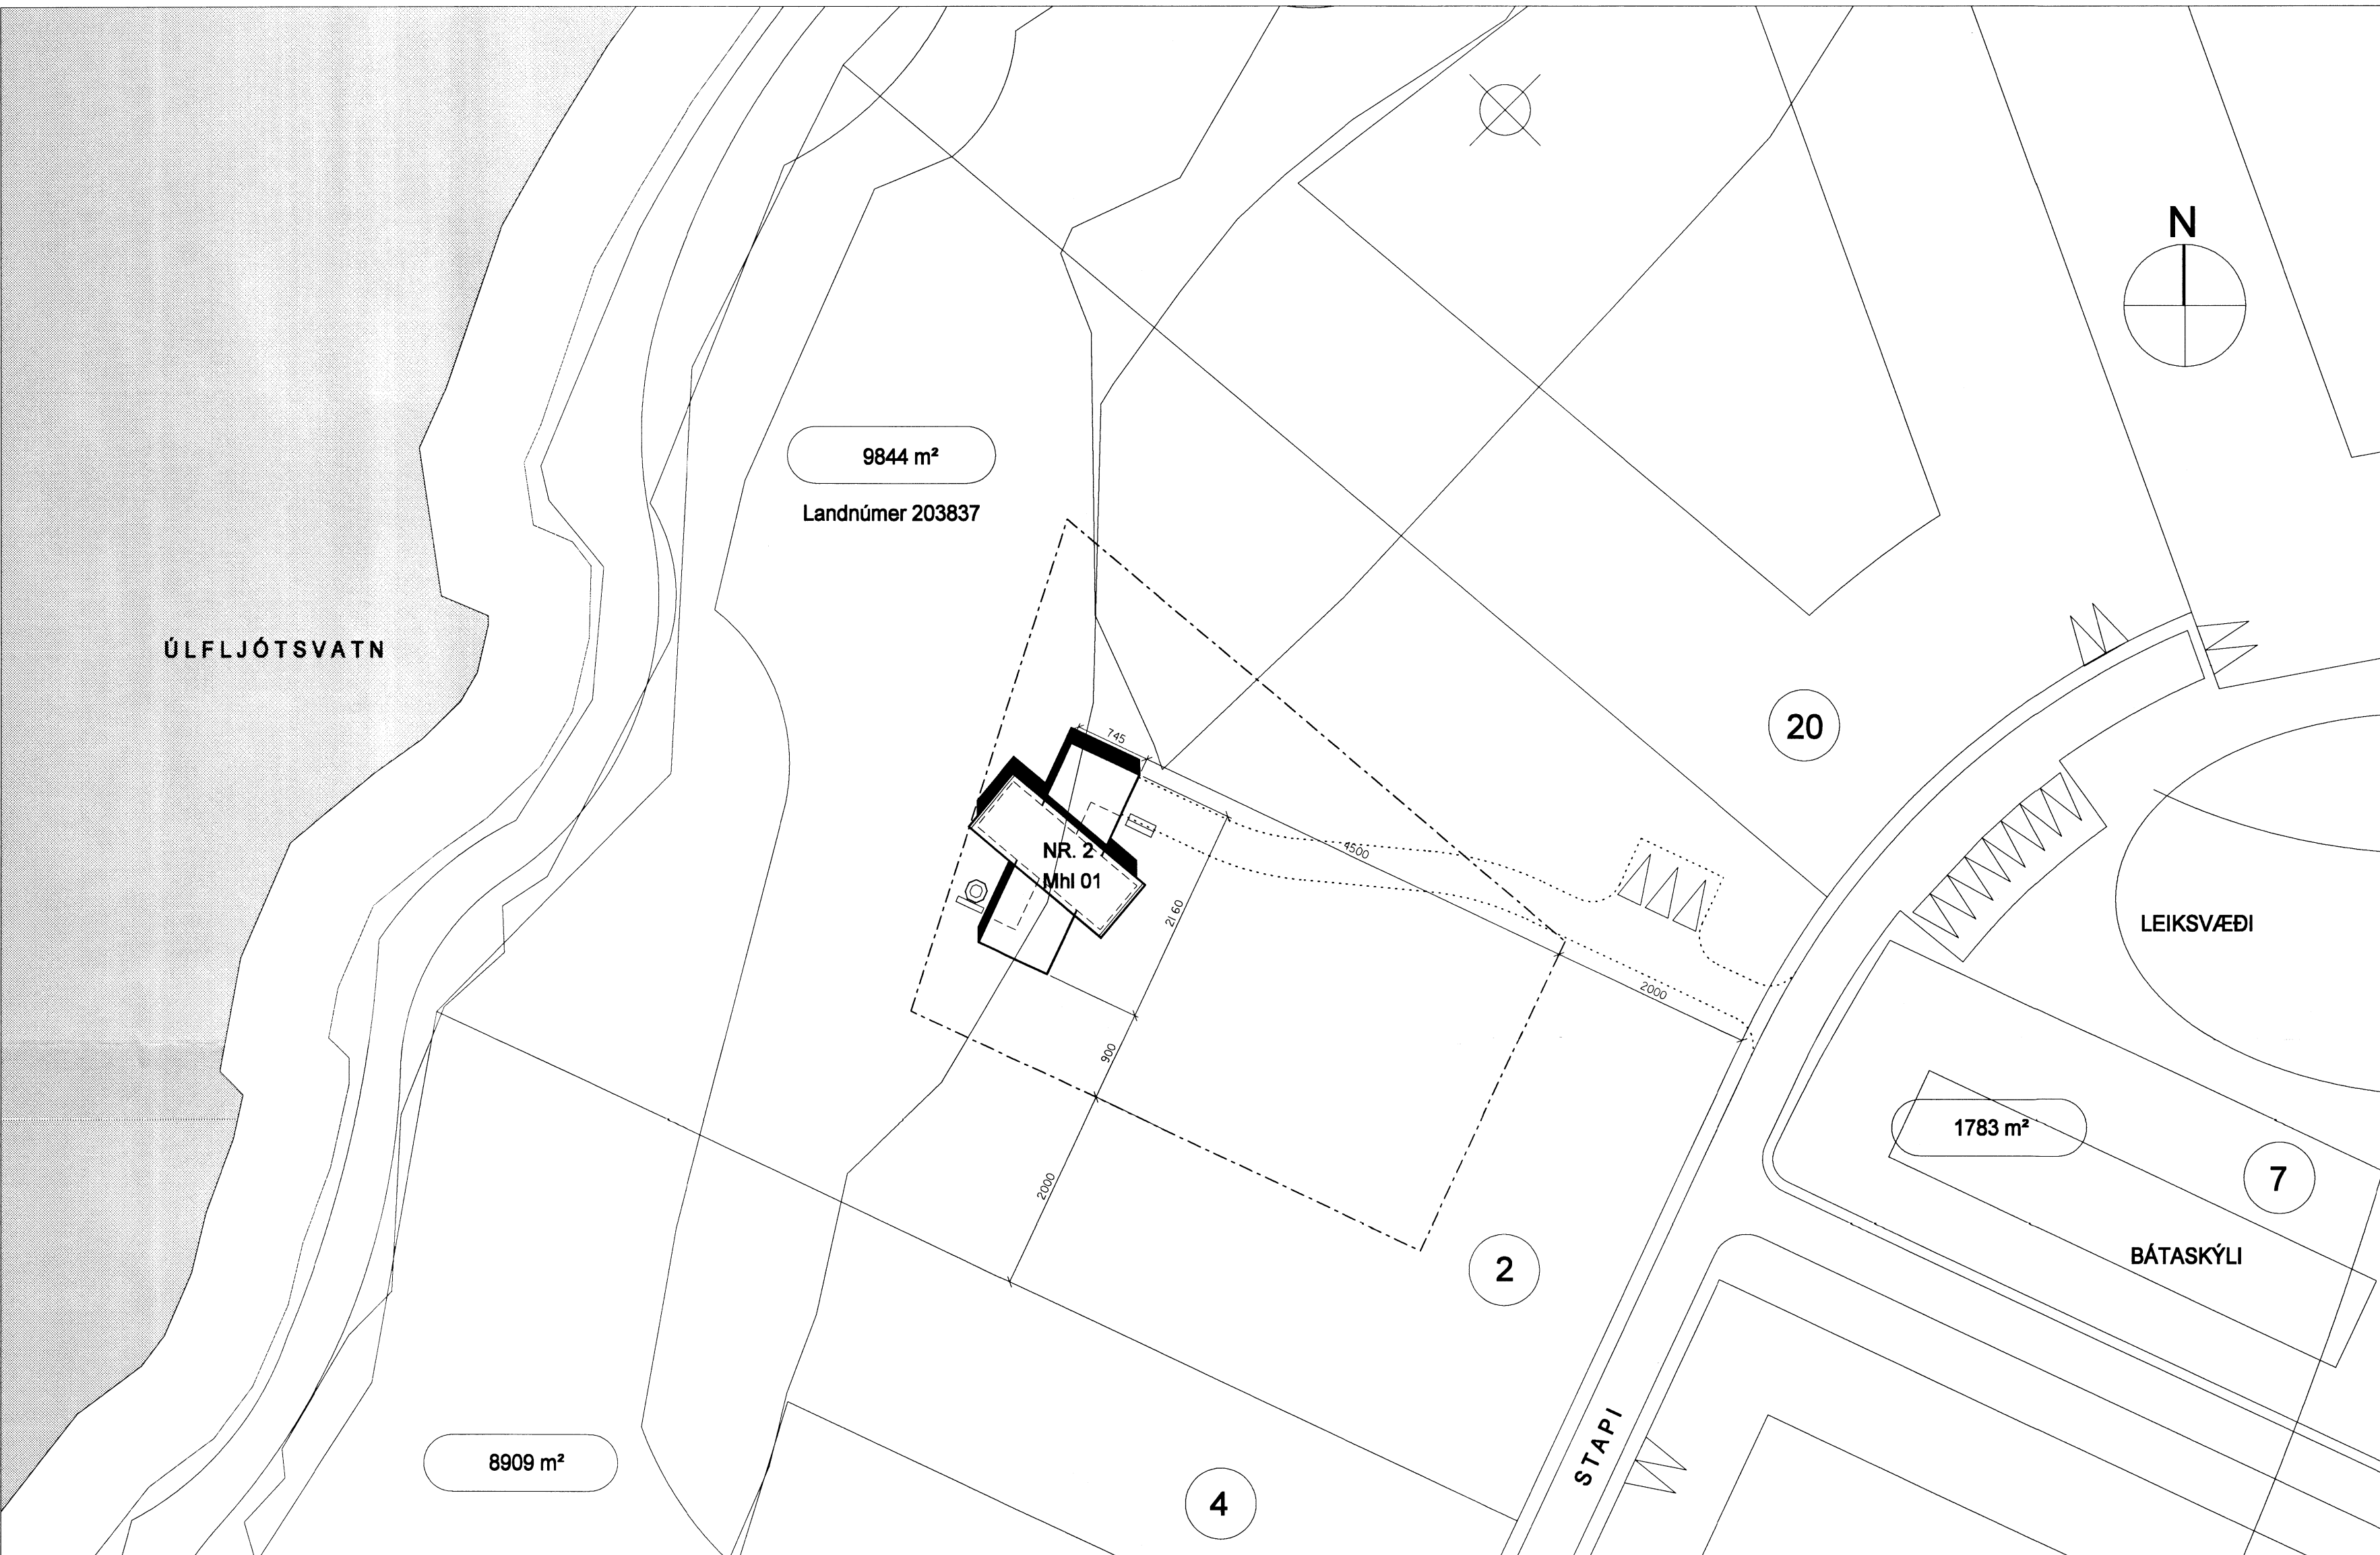 N
9844 m²
Landnúmer 203837
ÚLFLJÓTSVATN
20
745
NR. 2
Mhl 01
4500
2160
LEIKSVÆÐI
2000
900
1783 m²
7
2000
BÁTASKÝLI
2
STAPI
8909 m²
4